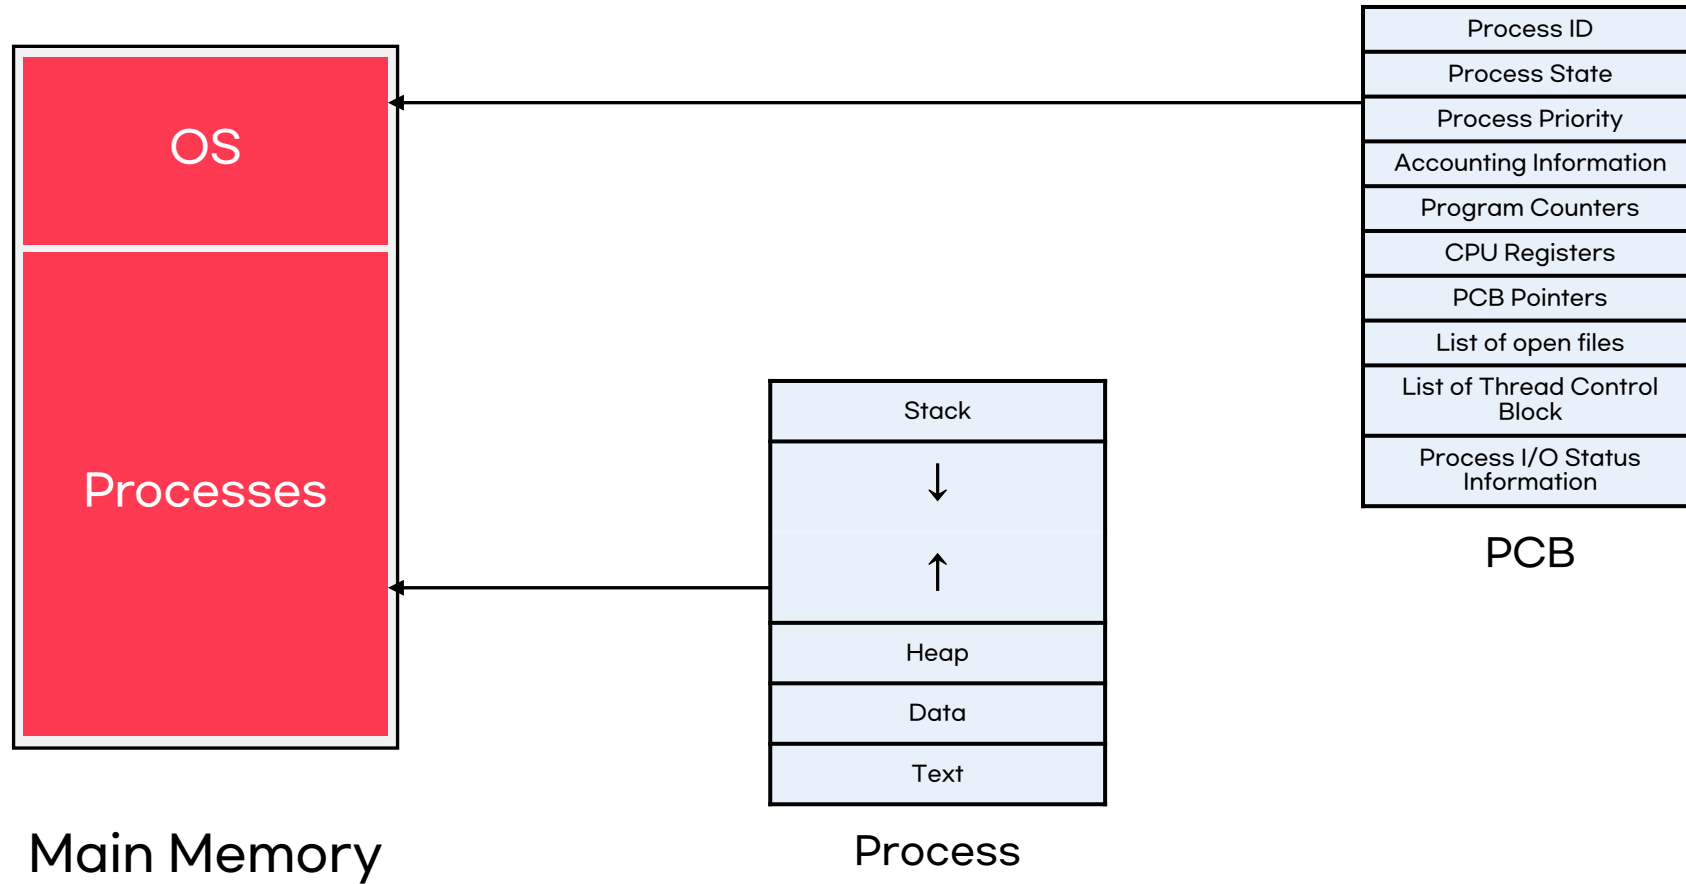 OS
Processes
Main Memory
Stack
↓
↑
Heap
Data
Text
Process
Process ID
Process State
Process Priority
Accounting Information
Program Counters
CPU Registers
PCB Pointers
List of open files
List of Thread Control
Block
Process I/O Status
Information
PCB